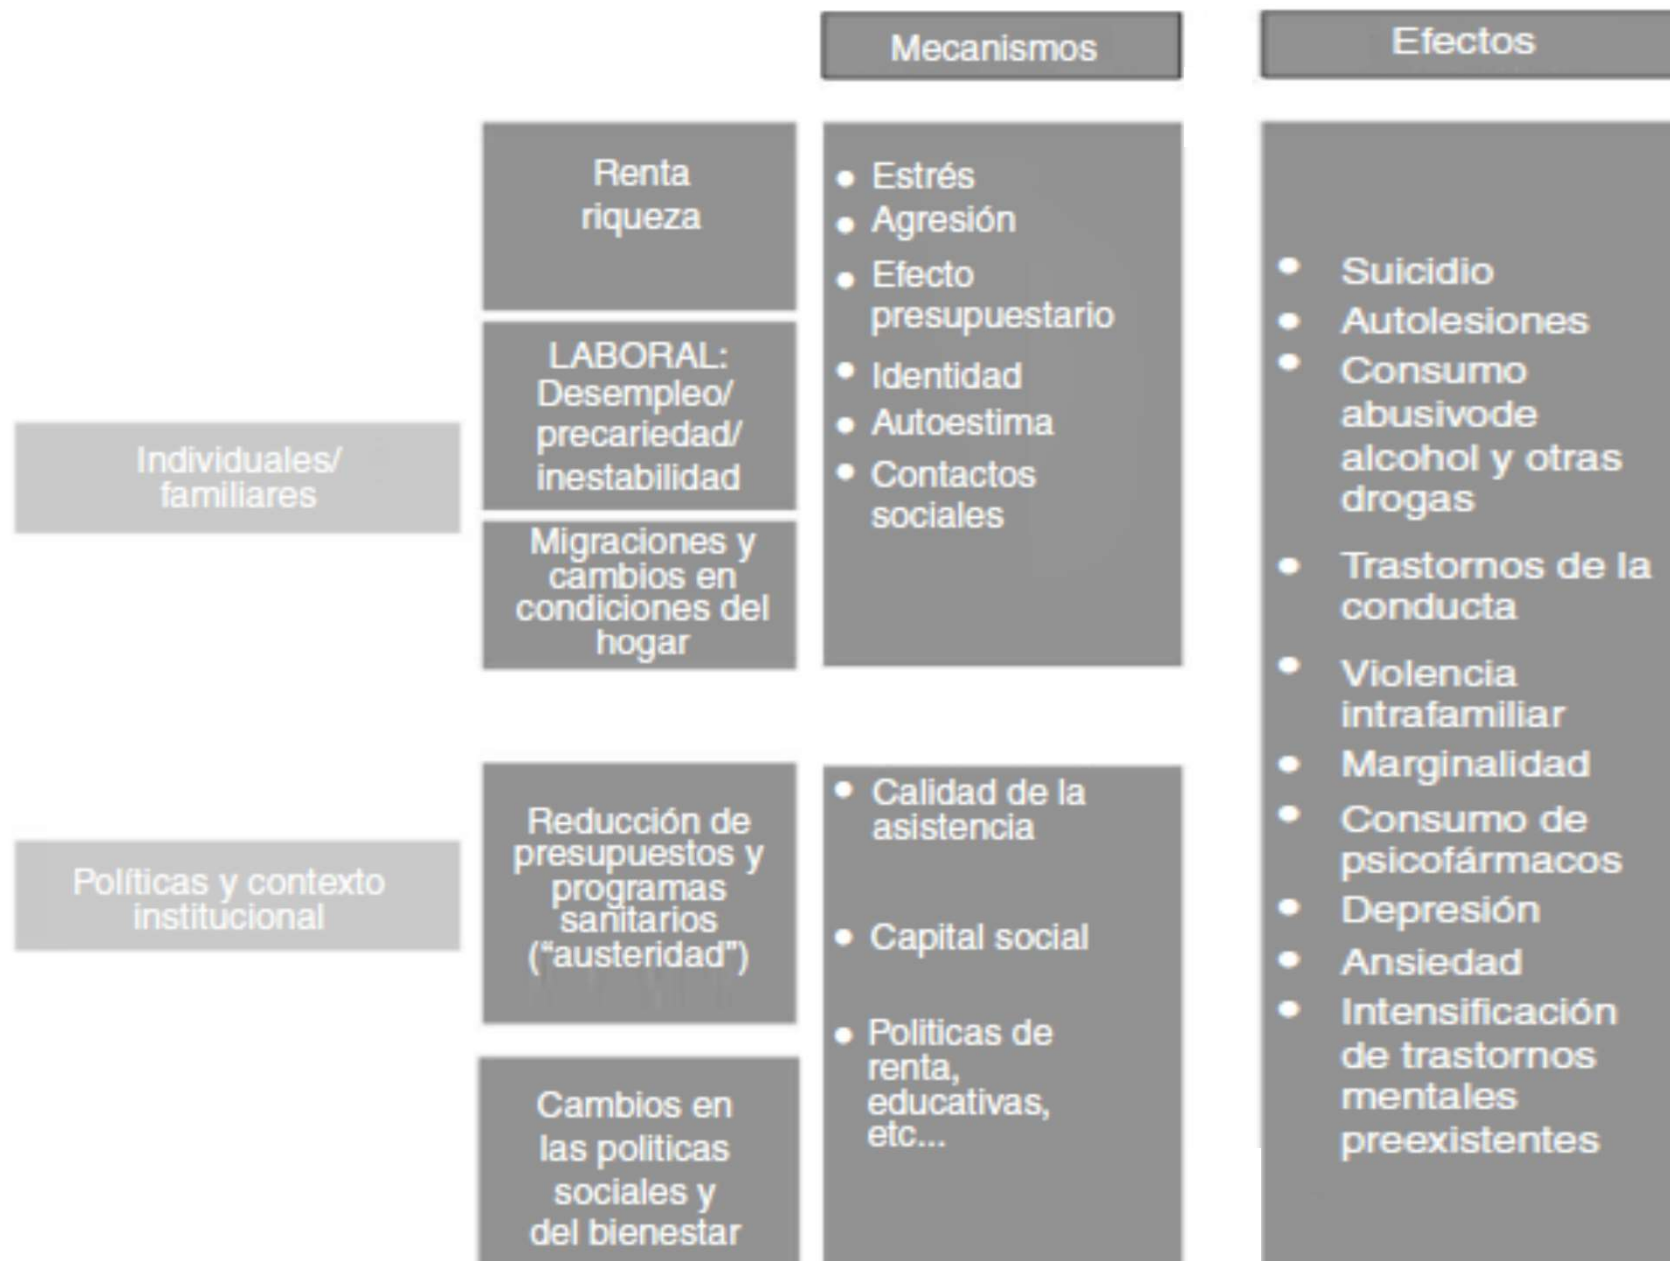 Mecanismos
Efectos
Individuales/
familiares
Renta
riqueza
LABORAL:
Desempleo/
precariedad/
inestabilidad
Migraciones y
cambios en
condiciones del
hogar
Estrés
Agresión
Efecto
presupuestario
Identidad
Autoestima
Contactos
sociales
Políticas y contexto
institucional
Reducción de
presupuestos y
programas
sanitarios
(“austeridad”)
Cambios en
las politicas
sociales y
del bienestar
Calidad de la
asistencia
Capital social
Politicas de
renta,
educativas,
etc...
Suicidio
Autolesiones
Consumo
abusivode
alcohol y otras
drogas
Trastornos de la
conducta
Violencia
intrafamiliar
Marginalidad
Consumo de
psicofármacos
Depresión
Ansiedad
Intensificación
de trastornos
mentales
preexistentes